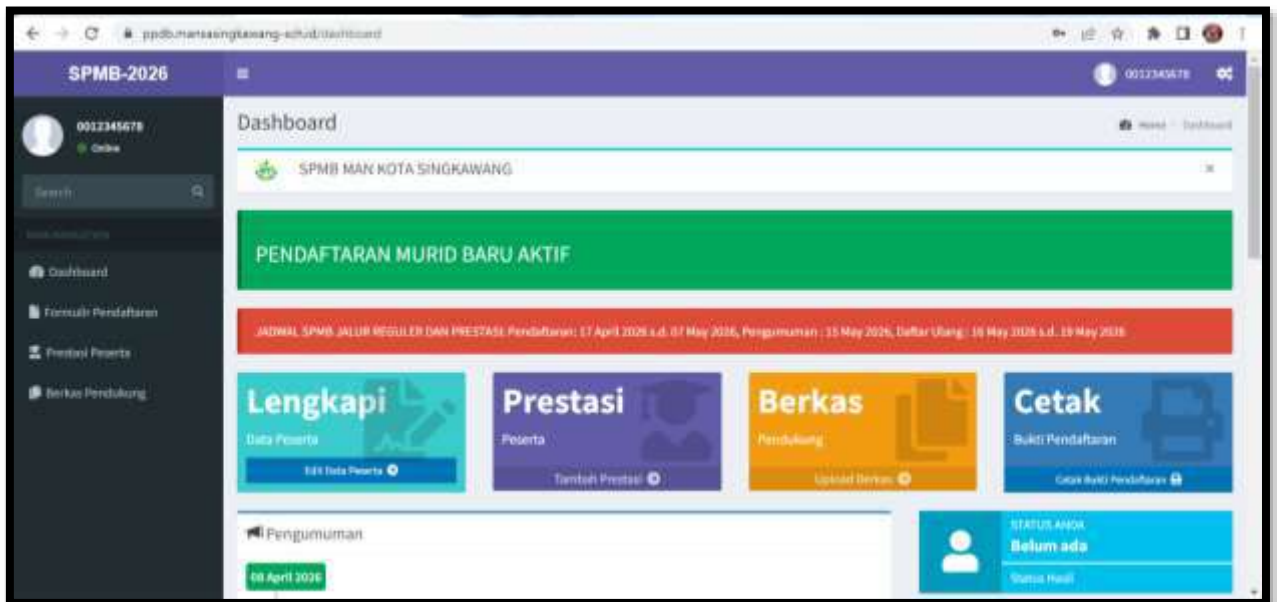 SPMB-2026
0012345678
0012345678
Online
Dashboard
Home
Dashboard
SPMB MAN KOTA SINGKAWANG
Search
PENDAFTARAN MURID BARU AKTIF
Dashboard
Formulir Pendaftaran
Prestasi Peserta
Berkas Pendukung
JADWAL SPMB JALUR REGULER DAN PRESTASI: Pendaftaran: 17 April 2026 s.d. 07 May 2026, Pengumuman : 15 May 2026, Daftar Ulang : 16 May 2026 s.d. 19 May 2026
Lengkapi
Data Peserta
Edit Data Peserta
Prestasi
Peserta
Tambah Prestasi
Berkas
Pendukung
Upload Berkas
Cetak
Bukti Pendaftaran
Cetak Bukti Pendaftaran
Pengumuman
08 April 2026
STATUS ANDA
Belum ada
Status Hasil